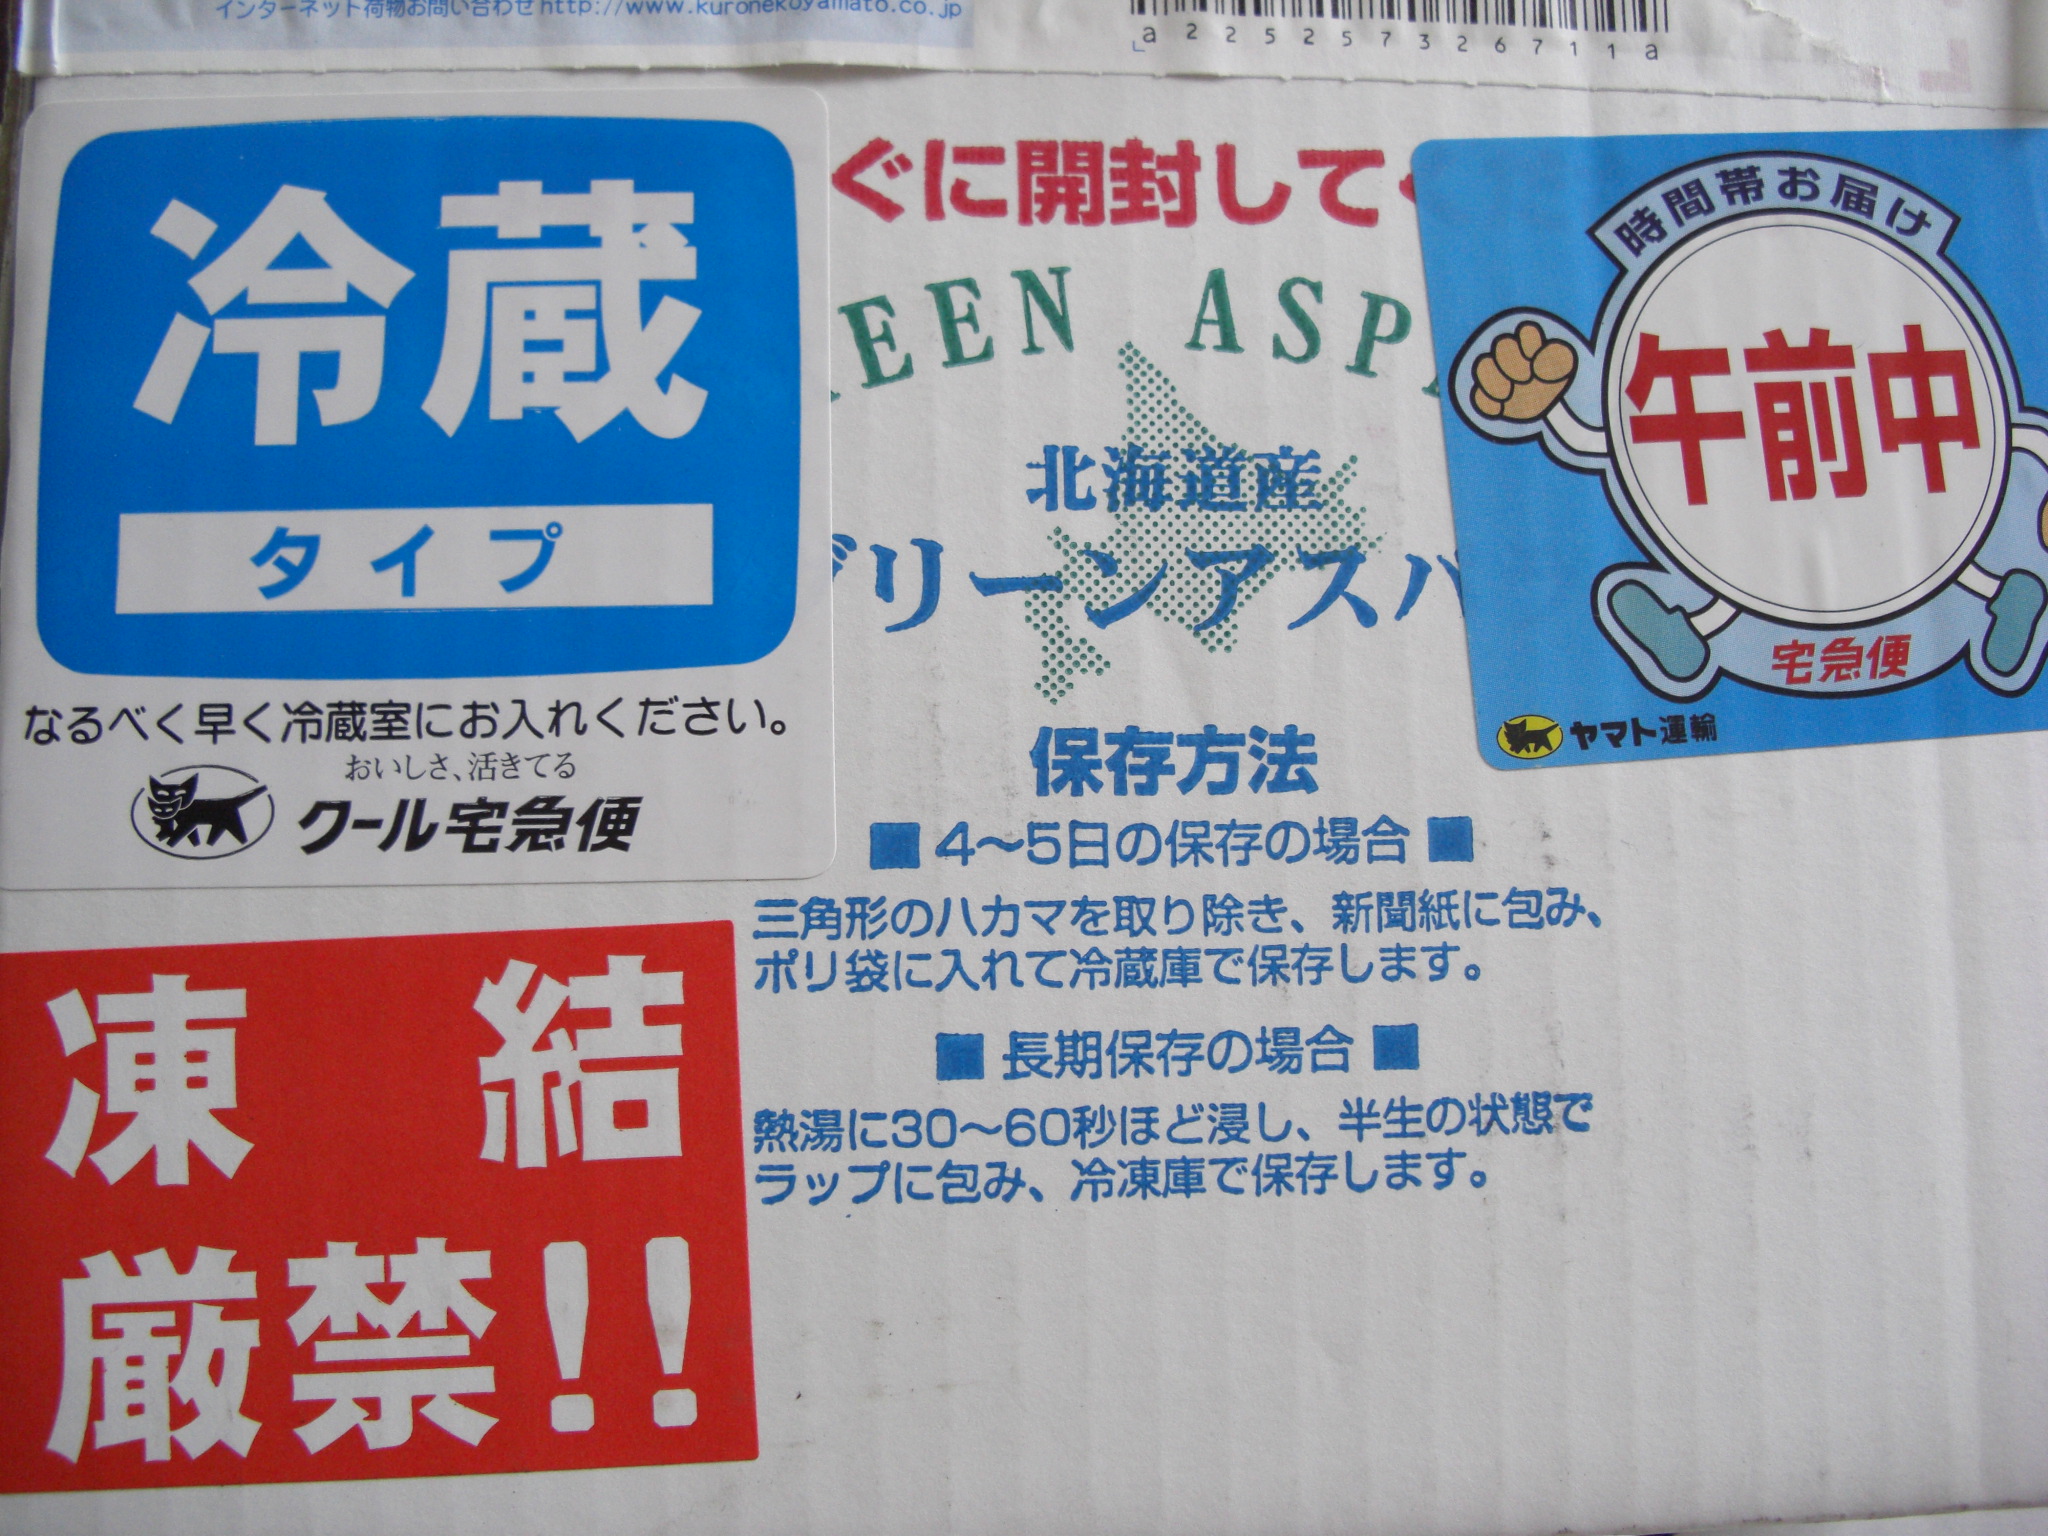 インターネット荷物お問い合わせhttp://www.kuronekoyamato.co.jp
a225257326711a
冷蔵
タイプ
なるべく早く冷蔵室にお入れください。
おいしさ、活きてる
クール宅急便
ぐに開封して
EEN ASP
北海道産
グリーンアスパ
時間帯お届け
午前中
宅急便
ヤマト運輸
保存方法
■ 4〜5日の保存の場合 ■
三角形のハカマを取り除き、新聞紙に包み、
ポリ袋に入れて冷蔵庫で保存します。
■ 長期保存の場合 ■
熱湯に30〜60秒ほど浸し、半生の状態で
ラップに包み、冷凍庫で保存します。
凍結
厳禁!!